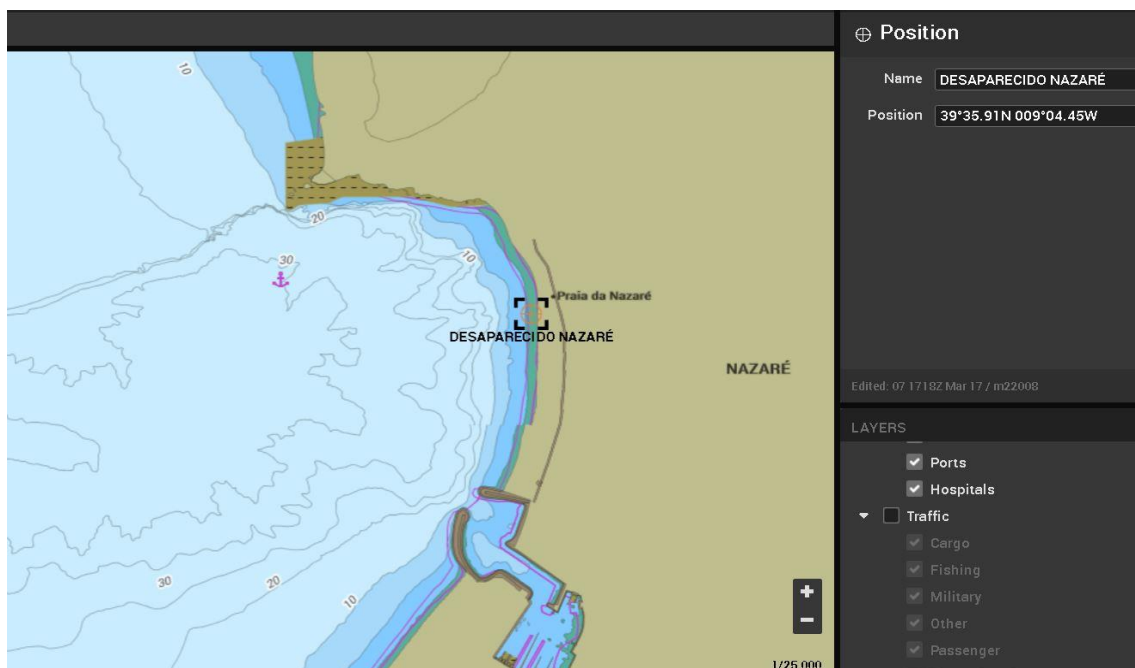 Position
Name DESAPARECIDO NAZARÉ
Position 39°35.91N 009°04.45W
10
20
30
10
Praia da Nazaré
DESAPARECIDO NAZARÉ
NAZARÉ
Edited: 07 1718Z Mar 17 / m22008
LAYERS
Ports
Hospitals
Traffic
Cargo
Fishing
Military
Other
Passenger
30
20
10
+
−
1/25 000